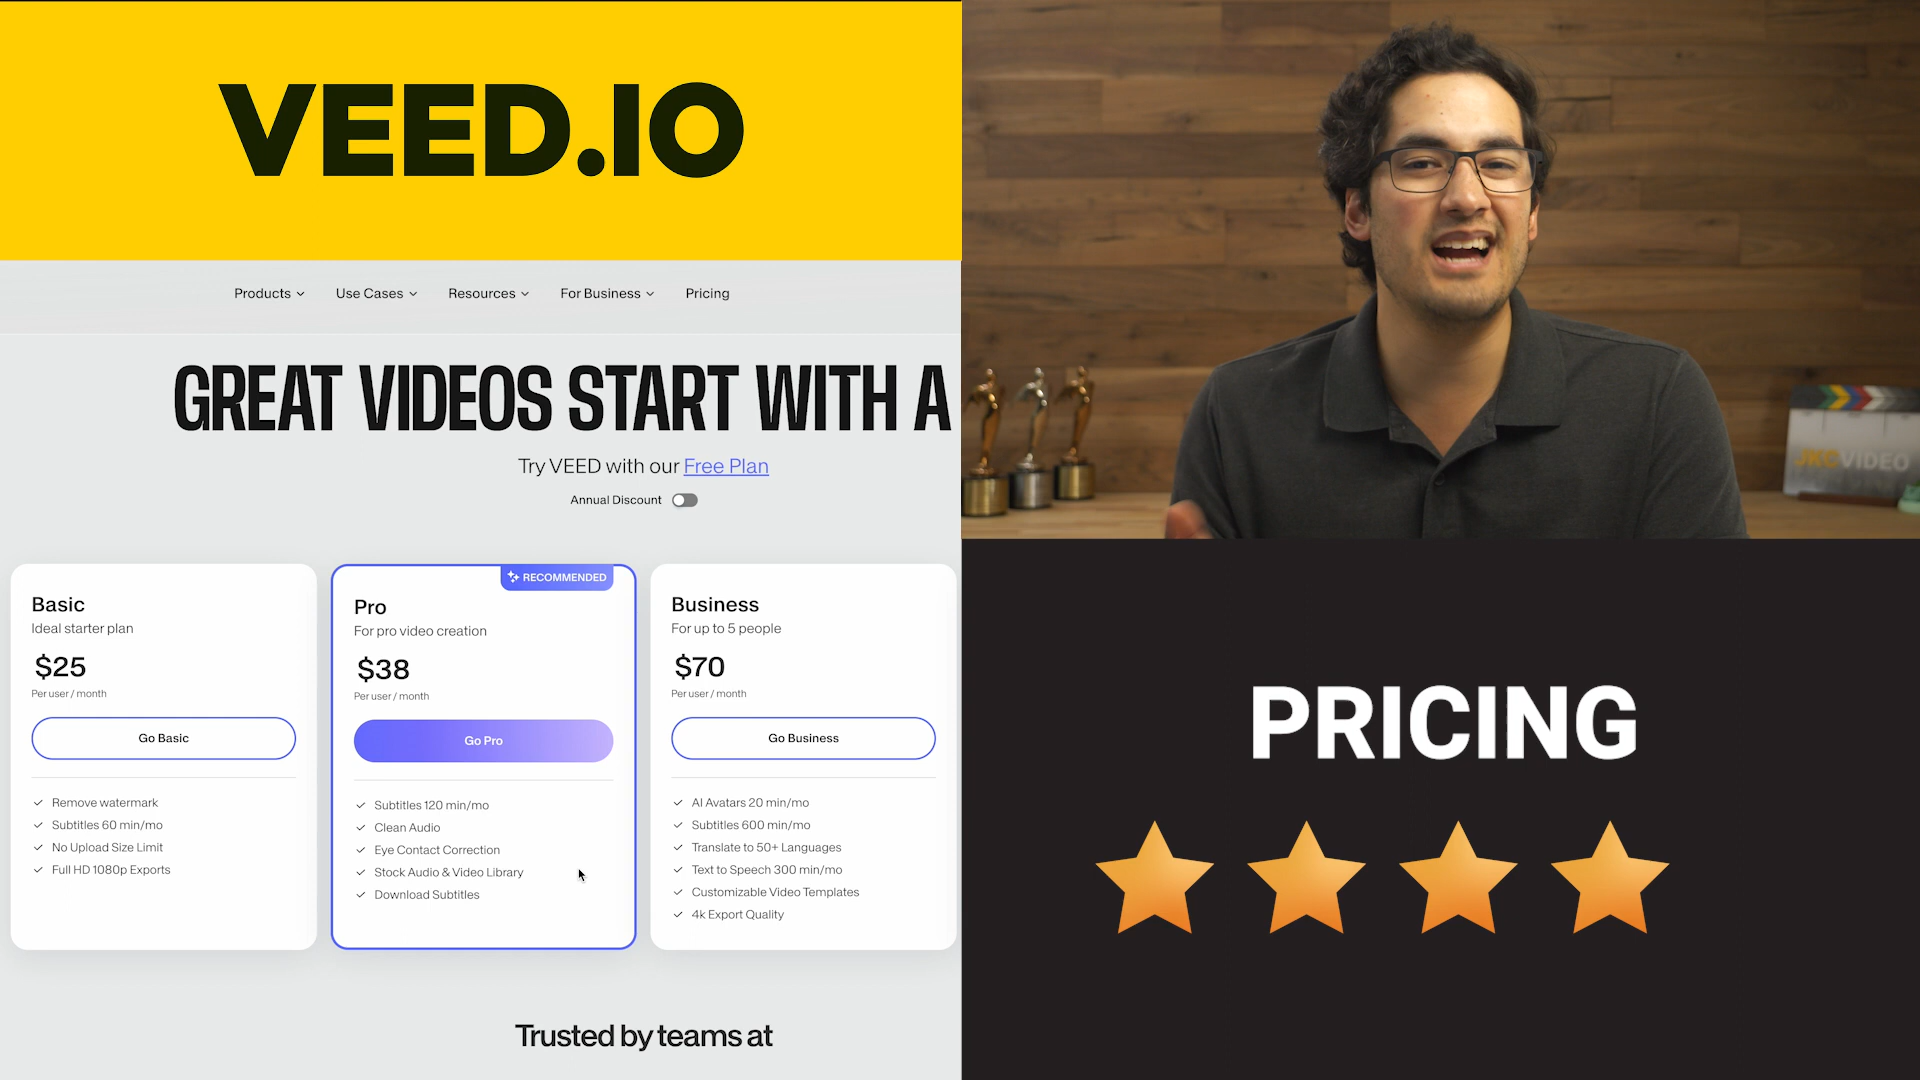 VEED.IO
Products
Use Cases
Resources
For Business
Pricing
GREAT VIDEOS START WITH A
Try VEED with our Free Plan
Annual Discount
Basic
Ideal starter plan
$25
Per user / month
Go Basic
Remove watermark
Subtitles 60 min/mo
No Upload Size Limit
Full HD 1080p Exports
RECOMMENDED
Pro
For pro video creation
$38
Per user / month
Go Pro
Subtitles 120 min/mo
Clean Audio
Eye Contact Correction
Stock Audio & Video Library
Download Subtitles
Business
For up to 5 people
$70
Per user / month
Go Business
AI Avatars 20 min/mo
Subtitles 600 min/mo
Translate to 50+ Languages
Text to Speech 300 min/mo
Customizable Video Templates
4k Export Quality
Trusted by teams at
JKCVIDEO
PRICING